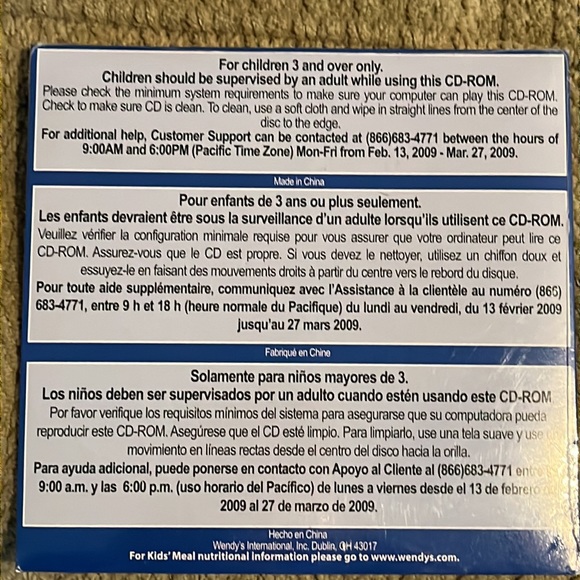 For children 3 and over only.
Children should be supervised by an adult while using this CD-ROM.
Please check the minimum system requirements to make sure your computer can play this CD-ROM.
Check to make sure CD is clean. To clean, use a soft cloth and wipe in straight lines from the center of the
disc to the edge.
For additional help, Customer Support can be contacted at (866)683-4771 between the hours of
9:00AM and 6:00PM (Pacific Time Zone) Mon-Fri from Feb. 13, 2009 - Mar. 27, 2009.
Made in China
Pour enfants de 3 ans ou plus seulement.
Les enfants devraient être sous la surveillance d'un adulte lorsqu'ils utilisent ce CD-ROM.
Veuillez vérifier la configuration minimale requise pour vous assurer que votre ordinateur peut lire ce
CD-ROM. Assurez-vous que le CD est propre. Si vous devez le nettoyer, utilisez un chiffon doux et
essuyez-le en faisant des mouvements droits à partir du centre vers le rebord du disque.
Pour toute aide supplémentaire, communiquez avec l'Assistance à la clientèle au numéro (866)
683-4771, entre 9 h et 18 h (heure normale du Pacifique) du lundi au vendredi, du 13 février 2009
jusqu'au 27 mars 2009.
Fabriqué en Chine
Solamente para niños mayores de 3.
Los niños deben ser supervisados por un adulto cuando estén usando este CD-ROM
Por favor verifique los requisitos mínimos del sistema para asegurarse que su computadora pueda
reproducir este CD-ROM. Asegúrese que el CD esté limpio. Para limpiarlo, use una tela suave y use
movimiento en líneas rectas desde el centro del disco hacia la orilla.
Para ayuda adicional, puede ponerse en contacto con Apoyo al Cliente al (866)683-4771 entre
9:00 a.m. y las 6:00 p.m. (uso horario del Pacífico) de lunes a viernes desde el 13 de febrero
2009 al 27 de marzo de 2009.
Hecho en China
Wendy's International, Inc. Dublin, OH 43017
For Kids' Meal nutritional information please go to www.wendys.com.